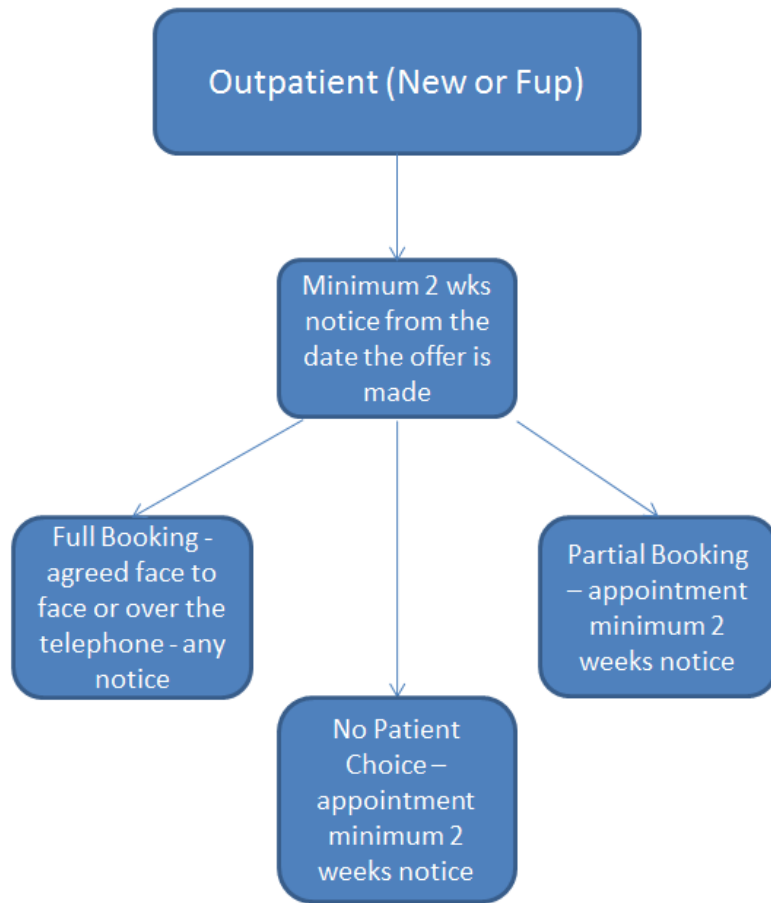 Outpatient (New or Fup)
Minimum 2 wks
notice from the
date the offer is
made
Full Booking -
agreed face to
face or over the
telephone - any
notice
No Patient
Choice –
appointment
minimum 2
weeks notice
Partial Booking
– appointment
minimum 2
weeks notice